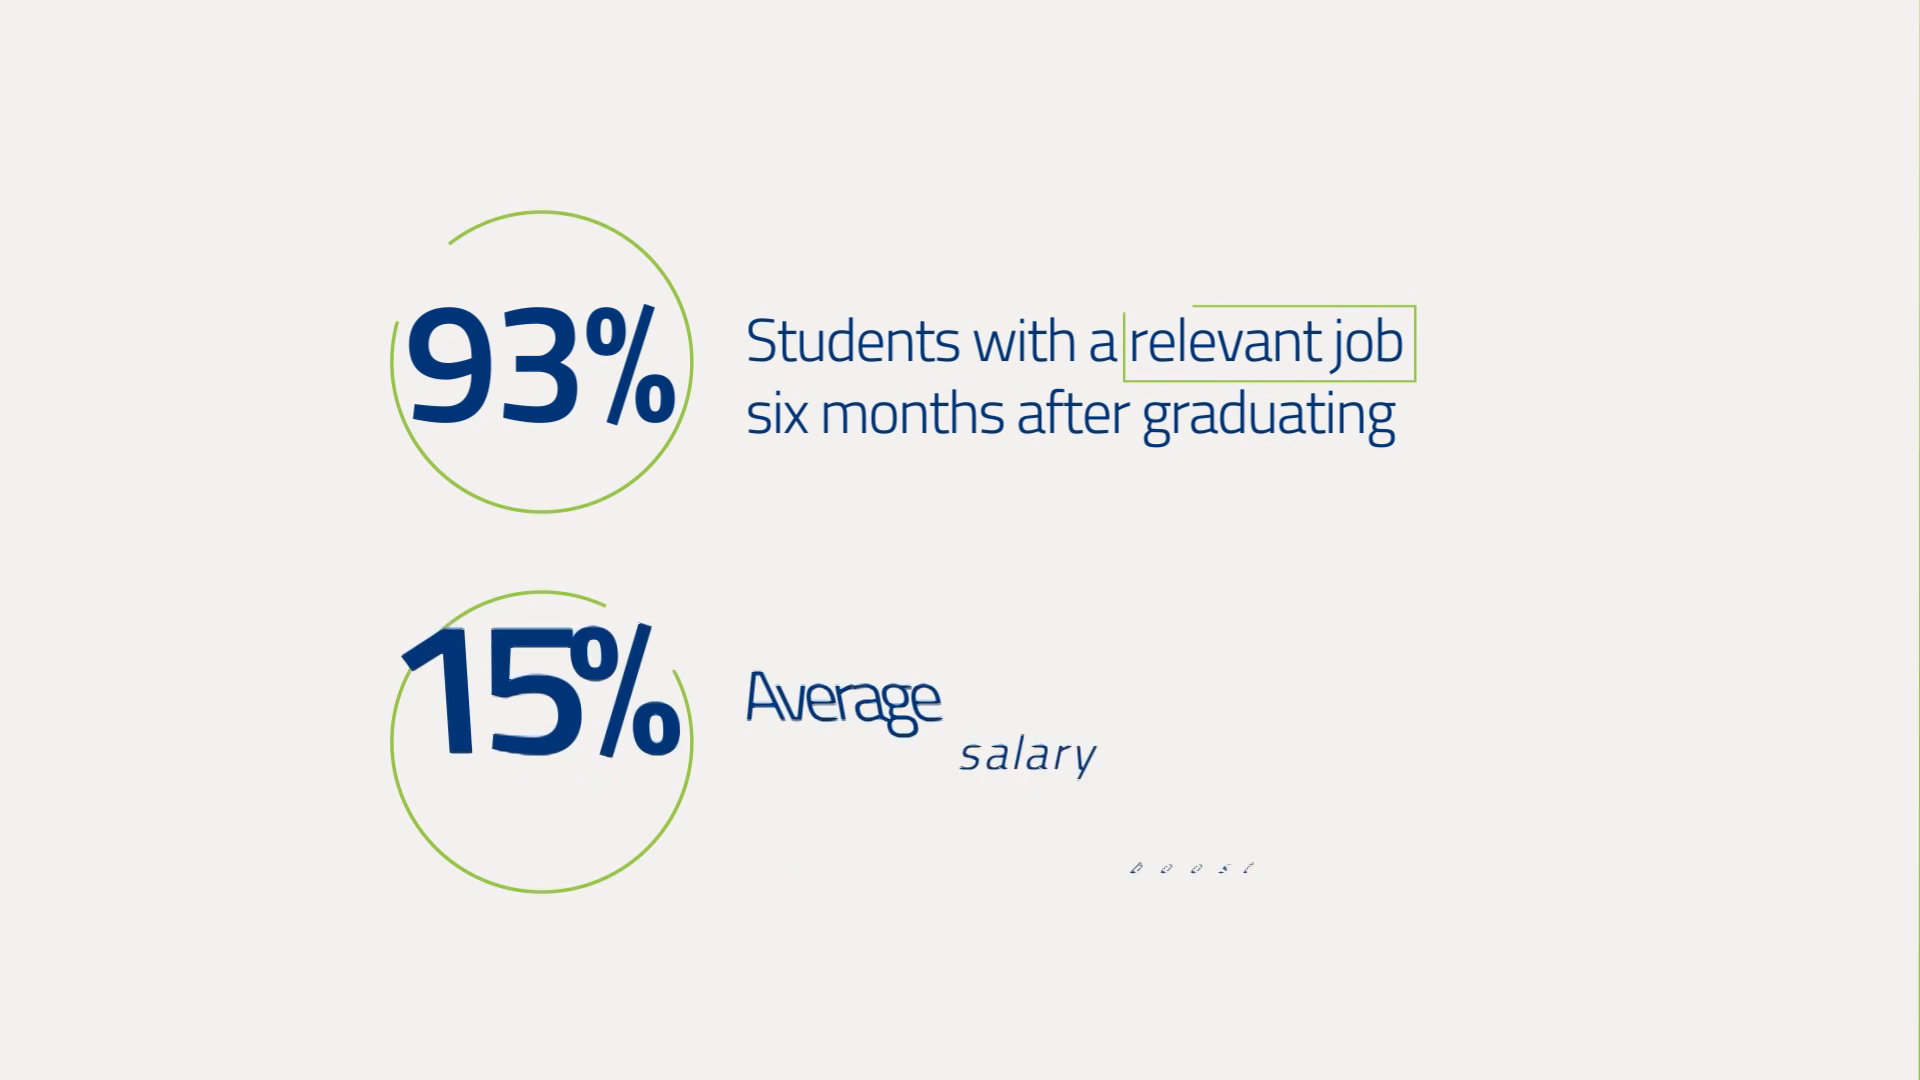 93%
Students with a relevant job
six months after graduating
15%
Average
salary
boost